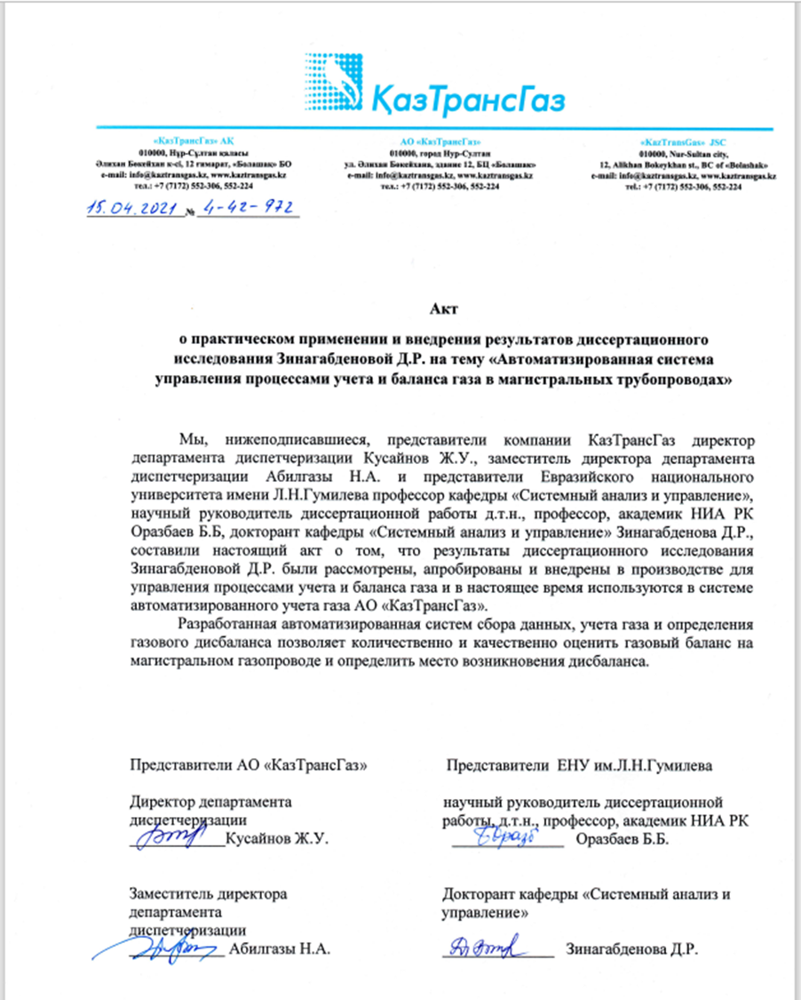 ҚазТрансГаз
«ҚазТрансГаз» АҚ
010000, Нұр-Сұлтан қаласы
Әлихан Бөкейхан к-сі, 12 ғимарат, «Болашақ» БО
e-mail: info@kaztransgas.kz, www.kaztransgas.kz
тел.: +7 (7172) 552-306, 552-224
АО «КазТрансГаз»
010000, город Нур-Султан
ул. Әлихан Бөкейхана, здание 12, БЦ «Болашак»
e-mail: info@kaztransgas.kz, www.kaztransgas.kz
тел.: +7 (7172) 552-306, 552-224
«KazTransGas» JSC
010000, Nur-Sultan city,
12, Alikhan Bokeykhan st., BC of «Bolashak»
e-mail: info@kaztransgas.kz, www.kaztransgas.kz
tel.: +7 (7172) 552-306, 552-224
15.04.2021 № 4-42-972
Акт
о практическом применении и внедрения результатов диссертационного
исследования Зинагабденовой Д.Р. на тему «Автоматизированная система
управления процессами учета и баланса газа в магистральных трубопроводах»
Мы, нижеподписавшиеся, представители компании КазТрансГаз директор
департамента диспетчеризации Кусайнов Ж.У., заместитель директора департамента
диспетчеризации Абилгазы Н.А. и представители Евразийского национального
университета имени Л.Н.Гумилева профессор кафедры «Системный анализ и управление»,
научный руководитель диссертационной работы д.т.н., профессор, академик НИА РК
Оразбаев Б.Б, докторант кафедры «Системный анализ и управление» Зинагабденова Д.Р.,
составили настоящий акт о том, что результаты диссертационного исследования
Зинагабденовой Д.Р. были рассмотрены, апробированы и внедрены в производстве для
управления процессами учета и баланса газа и в настоящее время используются в системе
автоматизированного учета газа АО «КазТрансГаз».
Разработанная автоматизированная систем сбора данных, учета газа и определения
газового дисбаланса позволяет количественно и качественно оценить газовый баланс на
магистральном газопроводе и определить место возникновения дисбаланса.
Представители АО «КазТрансГаз»
Представители ЕНУ им.Л.Н.Гумилева
Директор департамента
диспетчеризации
Кусайнов Ж.У.
научный руководитель диссертационной
работы, д.т.н., профессор, академик НИА РК
Оразбаев Б.Б.
Заместитель директора
департамента
диспетчеризации
Абилгазы Н.А.
Докторант кафедры «Системный анализ и
управление»
Зинагабденова Д.Р.